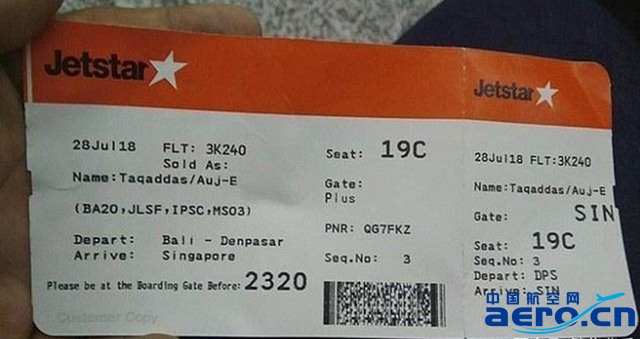 Jetstar
28Jul18 FLT: 3K240
Sold As:
Name:Taqaddas/Auj-E
(BA20,JLSF,IPSC,MS03)
Depart: Bali - Denpasar
Arrive: Singapore
Please be at the Boarding Gate Before: 2320
Customer Copy
Seat: 19C
Gate:
Plus
PNR: QG7FKZ
Seq.No: 3
Jetstar
28Jul18 FLT:3K240
Name:Taqaddas/Auj-E
Gate: SIN
Seat: 19C
Seq.No: 3
Depart: DPS
Arrive: SIN
中国航空网
aero.cn